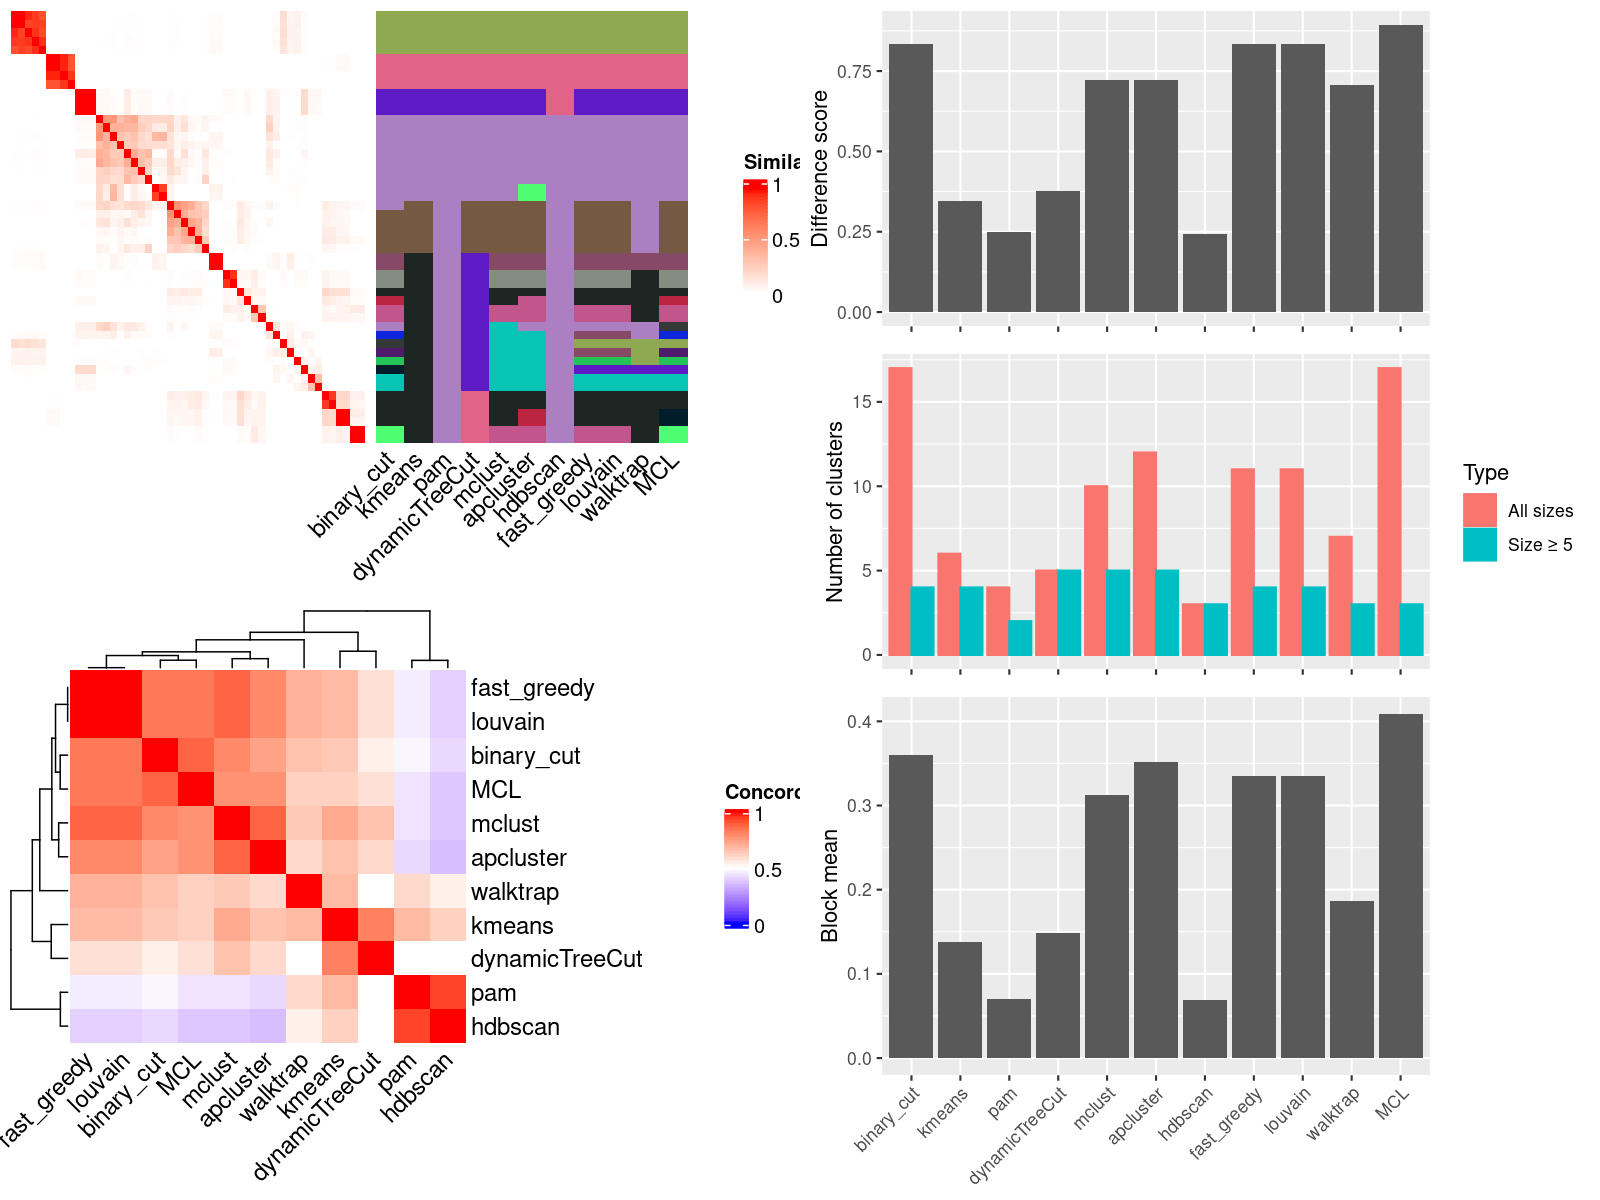 Simila
1
0.5
0
binary_cut
kmeans
pam
dynamicTreeCut
mclust
apcluster
hdbscan
fast_greedy
louvain
walktrap
MCL
fast_greedy
louvain
binary_cut
MCL
mclust
apcluster
walktrap
kmeans
dynamicTreeCut
pam
hdbscan
Concord
1
0.5
0
fast_greedy
louvain
binary_cut
MCL
mclust
apcluster
walktrap
kmeans
dynamicTreeCut
pam
hdbscan
Difference score
0.75
0.50
0.25
0.00
Number of clusters
15
10
5
0
Type
All sizes
Size ≥ 5
Block mean
0.4
0.3
0.2
0.1
0.0
binary_cut
kmeans
pam
dynamicTreeCut
mclust
apcluster
hdbscan
fast_greedy
louvain
walktrap
MCL